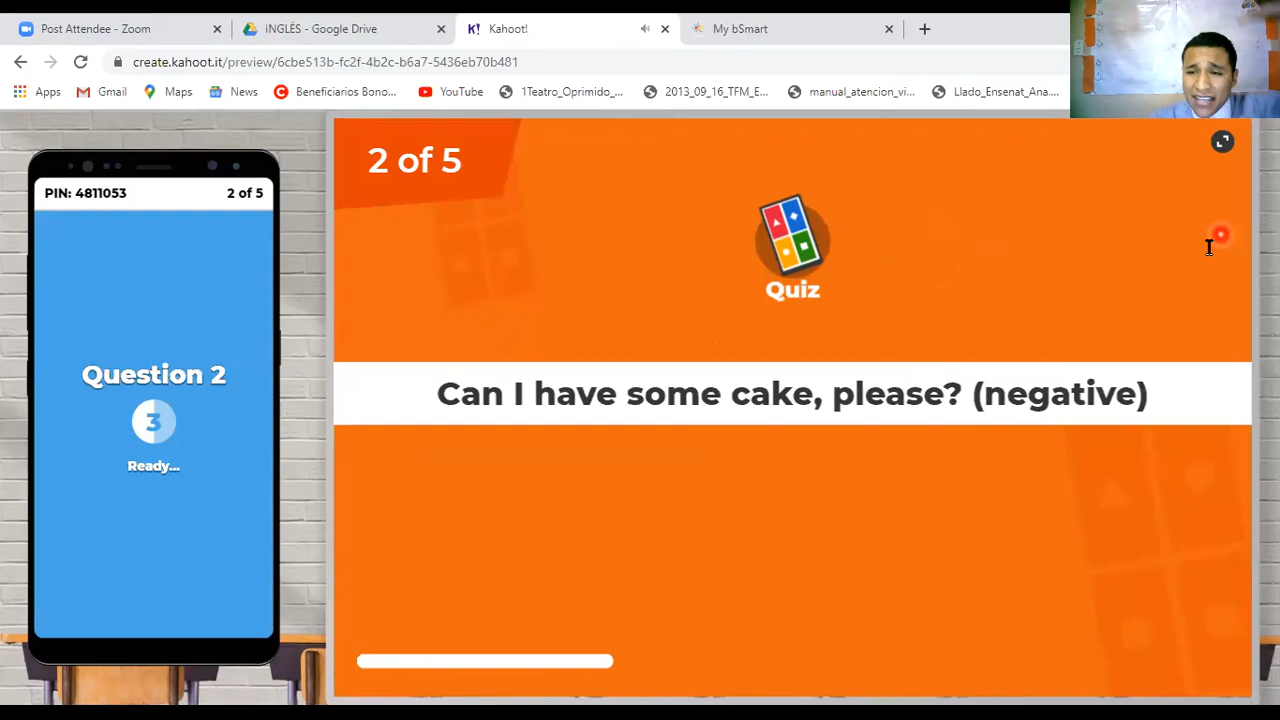 Post Attendee - Zoom
INGLÉS - Google Drive
K! Kahoot!
My bSmart
create.kahoot.it/preview/6cbe513b-fc2f-4b2c-b6a7-5436eb70b481
Apps
Gmail
Maps
News
Beneficiarios Bono...
YouTube
1Teatro_Oprimido_...
2013_09_16_TFM_E...
manual_atencion_vi...
Llado_Ensenat_Ana....
PIN: 4811053
2 of 5
Question 2
3
Ready...
2 of 5
Quiz
Can I have some cake, please? (negative)